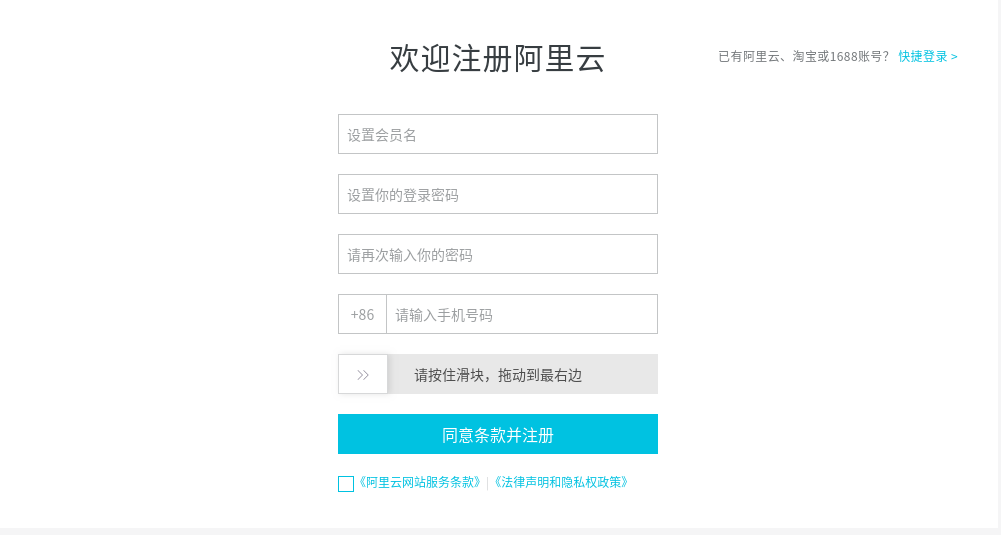 欢迎注册阿里云
已有阿里云、淘宝或1688账号? 快捷登录 >
设置会员名
设置你的登录密码
请再次输入你的密码
+86 请输入手机号码
请按住滑块，拖动到最右边
同意条款并注册
《阿里云网站服务条款》|《法律声明和隐私权政策》